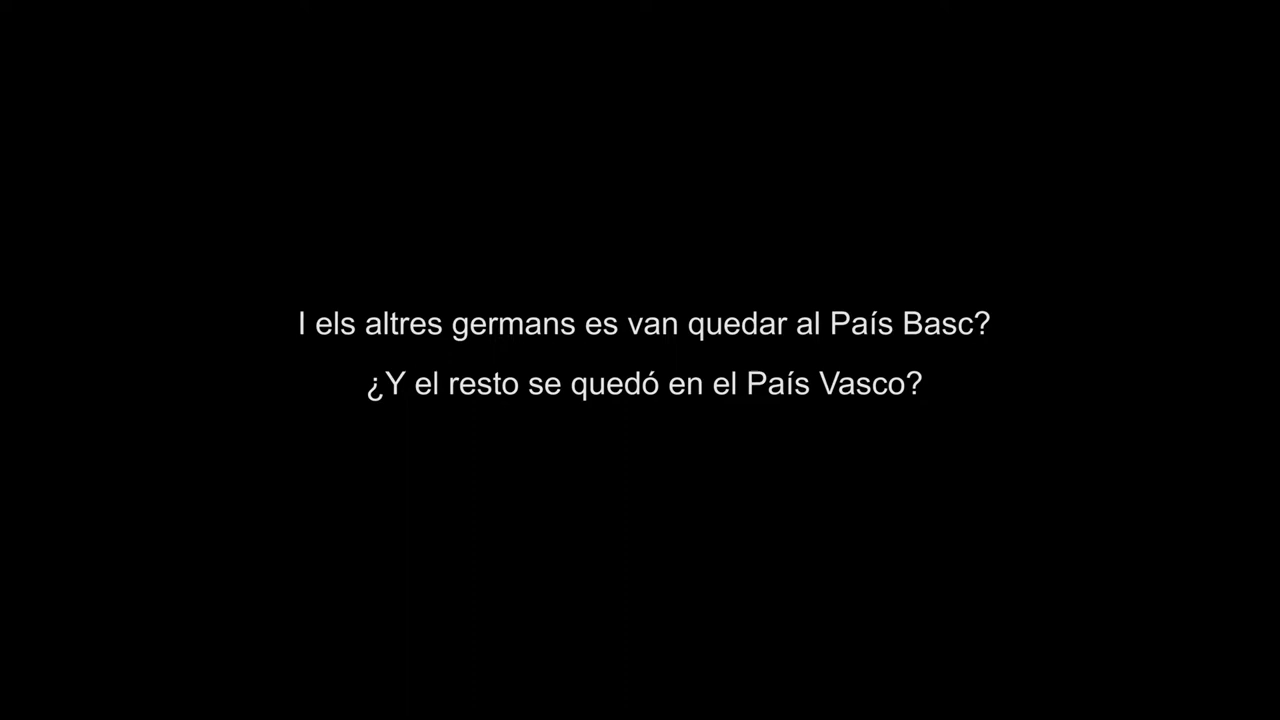 I els altres germans es van quedar al País Basc?
¿Y el resto se quedó en el País Vasco?